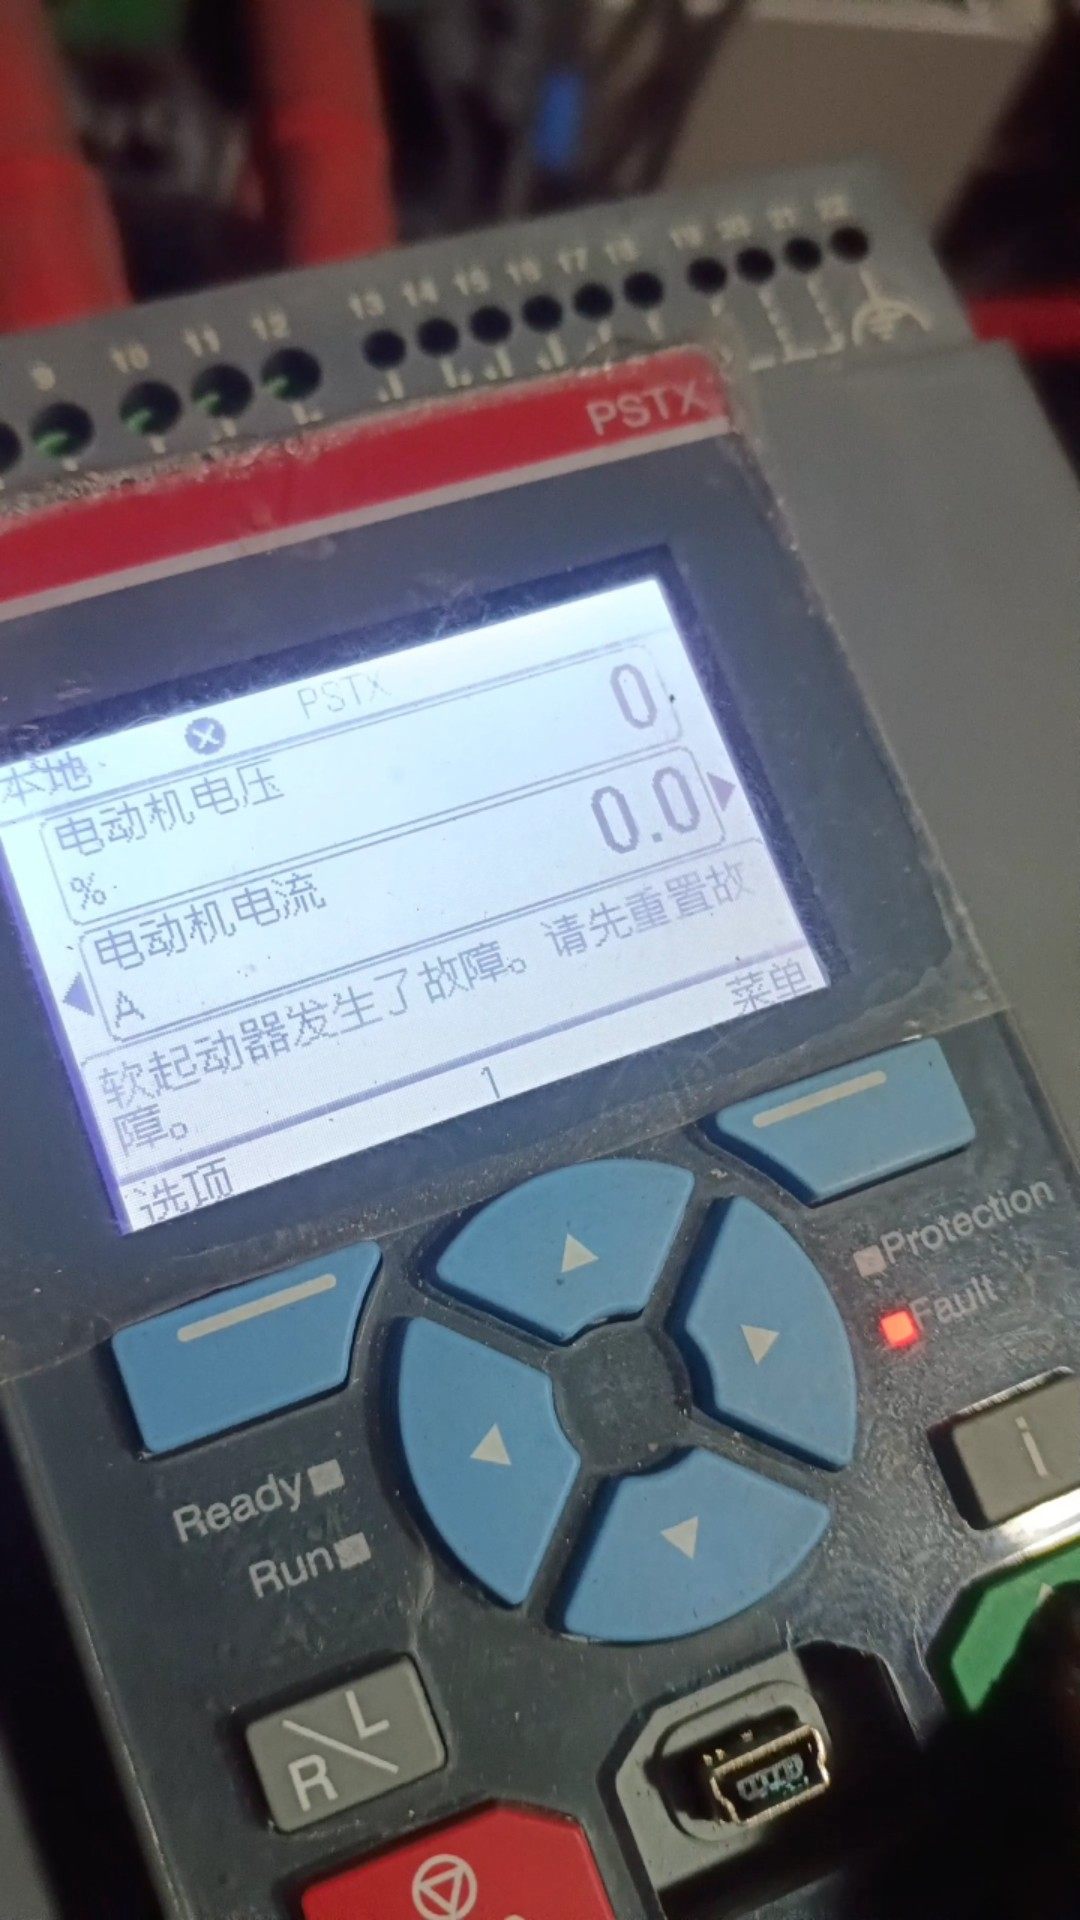 9 10 11 12 13 14 15 16 17 18 19 20 21 22
PSTX
本地 PSTX
电动机电压 0
%
电动机电流 0.0
A
软起动器发生了故障。请先重置故
障。
选项 1 菜单
Protection
Fault
i
Ready
Run
R L